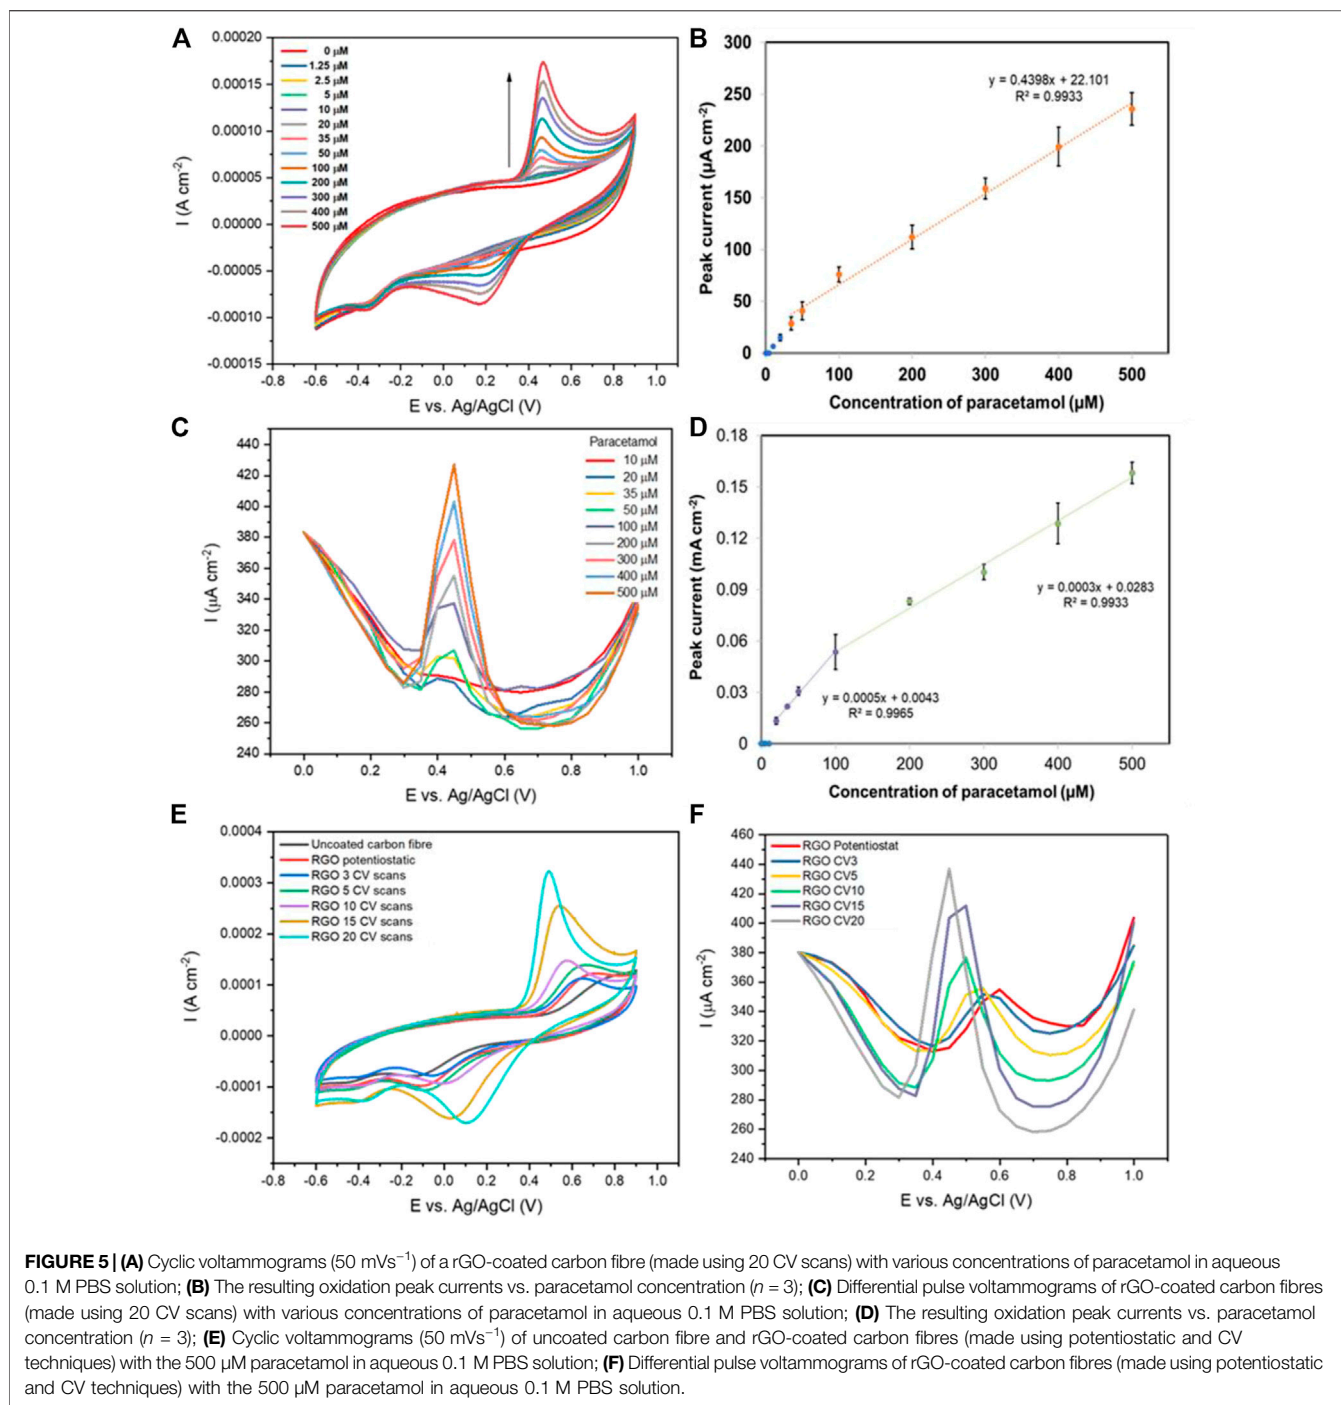 A
0.00020
0.00015
0.00010
0.00005
0.00000
-0.00005
-0.00010
-0.00015
I (A cm-2)
0 µM
1.25 µM
2.5 µM
5 µM
10 µM
20 µM
35 µM
50 µM
100 µM
200 µM
300 µM
400 µM
500 µM
-0.8 -0.6 -0.4 -0.2 0.0 0.2 0.4 0.6 0.8 1.0
E vs. Ag/AgCl (V)
B
300
250
200
150
100
50
0
Peak current (µA cm-2)
y = 0.4398x + 22.101
R² = 0.9933
0 100 200 300 400 500
Concentration of paracetamol (µM)
C
440
420
400
380
360
340
320
300
280
260
240
I (µA cm-2)
Paracetamol
10 µM
20 µM
35 µM
50 µM
100 µM
200 µM
300 µM
400 µM
500 µM
0.0 0.2 0.4 0.6 0.8 1.0
E vs. Ag/AgCl (V)
D
0.18
0.15
0.12
0.09
0.06
0.03
0
Peak current (mA cm-2)
y = 0.0003x + 0.0283
R² = 0.9933
y = 0.0005x + 0.0043
R² = 0.9965
0 100 200 300 400 500
Concentration of paracetamol (µM)
E
0.0004
0.0003
0.0002
0.0001
0.0000
-0.0001
-0.0002
I (A cm-2)
Uncoated carbon fibre
RGO potentiostatic
RGO 3 CV scans
RGO 5 CV scans
RGO 10 CV scans
RGO 15 CV scans
RGO 20 CV scans
-0.8 -0.6 -0.4 -0.2 0.0 0.2 0.4 0.6 0.8 1.0
E vs. Ag/AgCl (V)
F
460
440
420
400
380
360
340
320
300
280
260
240
I (µA cm-2)
RGO Potentiostat
RGO CV3
RGO CV5
RGO CV10
RGO CV15
RGO CV20
0.0 0.2 0.4 0.6 0.8 1.0
E vs. Ag/AgCl (V)
FIGURE 5 | (A) Cyclic voltammograms (50 mVs−1) of a rGO-coated carbon fibre (made using 20 CV scans) with various concentrations of paracetamol in aqueous
0.1 M PBS solution; (B) The resulting oxidation peak currents vs. paracetamol concentration (n = 3); (C) Differential pulse voltammograms of rGO-coated carbon fibres
(made using 20 CV scans) with various concentrations of paracetamol in aqueous 0.1 M PBS solution; (D) The resulting oxidation peak currents vs. paracetamol
concentration (n = 3); (E) Cyclic voltammograms (50 mVs−1) of uncoated carbon fibre and rGO-coated carbon fibres (made using potentiostatic and CV
techniques) with the 500 µM paracetamol in aqueous 0.1 M PBS solution; (F) Differential pulse voltammograms of rGO-coated carbon fibres (made using potentiostatic
and CV techniques) with the 500 µM paracetamol in aqueous 0.1 M PBS solution.